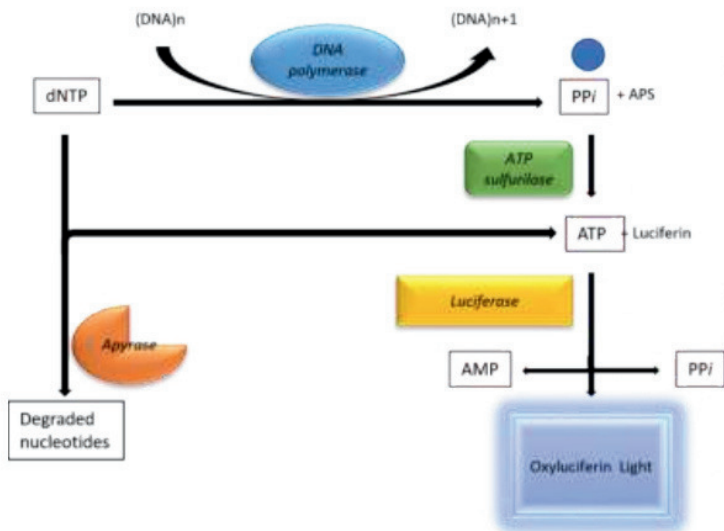 (DNA)n
(DNA)n+1
DNA
polymerase
dNTP
PPi
+ APS
ATP
sulfurilase
ATP
+ Luciferin
Luciferase
Apyrase
AMP
PPi
Degraded
nucleotides
Oxyluciferin Light